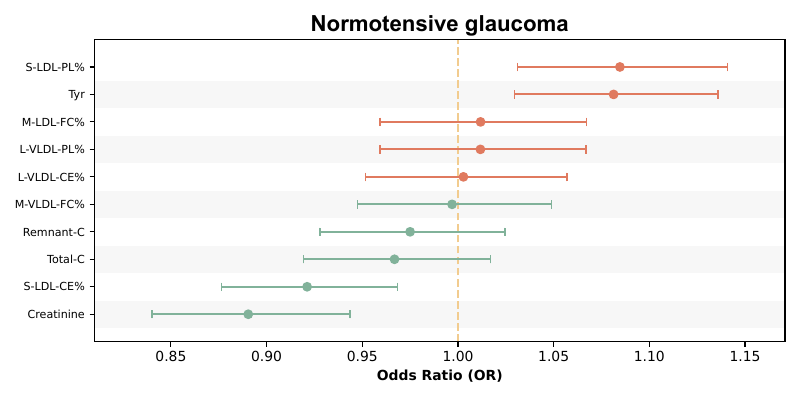 Normotensive glaucoma
S-LDL-PL%
Tyr
M-LDL-FC%
L-VLDL-PL%
L-VLDL-CE%
M-VLDL-FC%
Remnant-C
Total-C
S-LDL-CE%
Creatinine
0.85 0.90 0.95 1.00 1.05 1.10 1.15
Odds Ratio (OR)